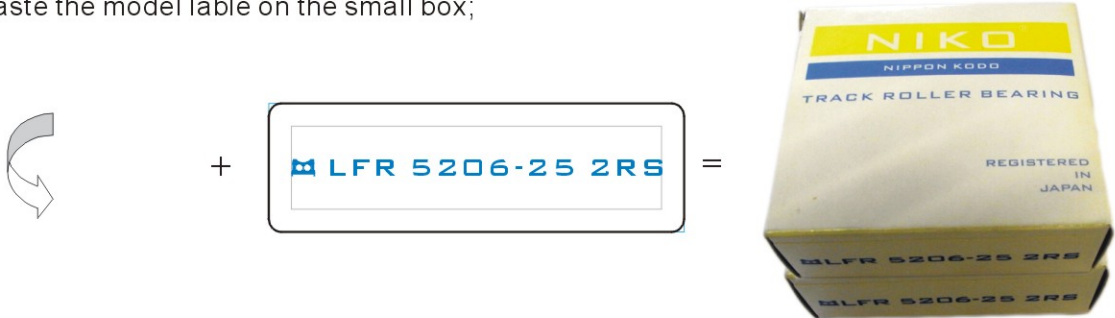 aste the model lable on the small box;
+
LFR 5206-25 2RS
=
NIKO
NIPPON KODO
TRACK ROLLER BEARING
REGISTERED
IN
JAPAN
LFR 5206-25 2RS
LFR 5206-25 2RS